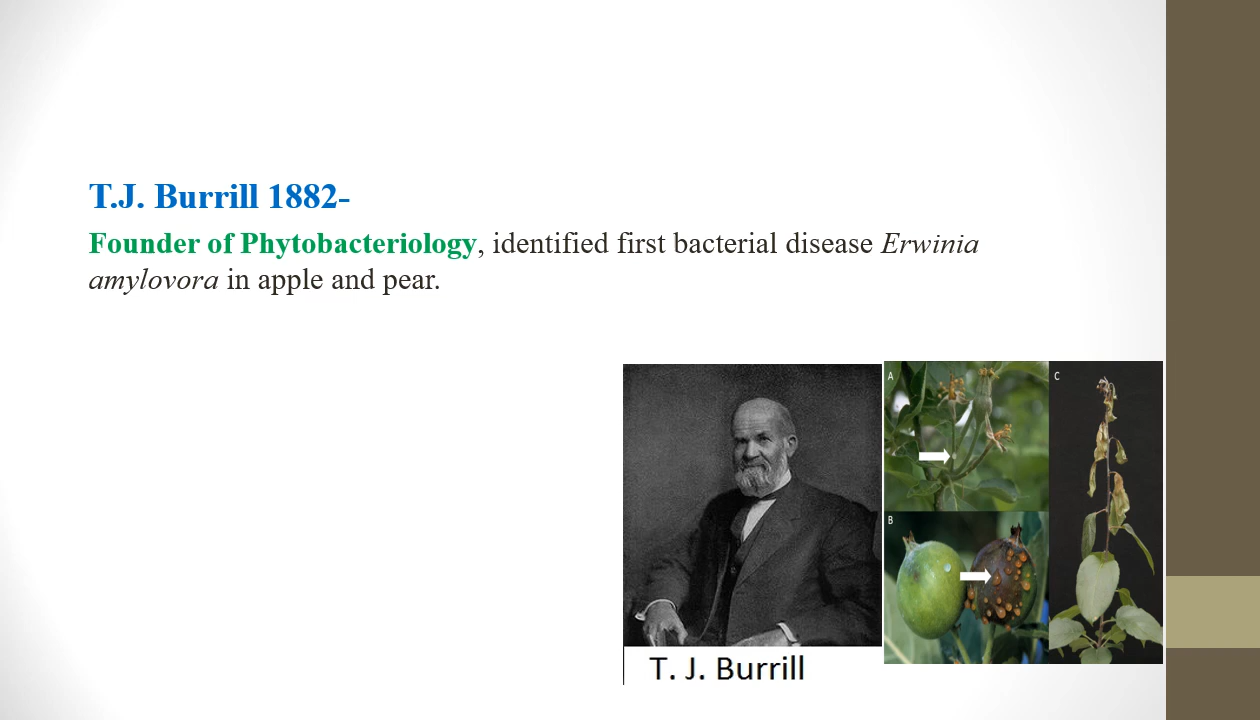 T.J. Burrill 1882-
Founder of Phytobacteriology, identified first bacterial disease Erwinia
amylovora in apple and pear.
A
C
B
T. J. Burrill